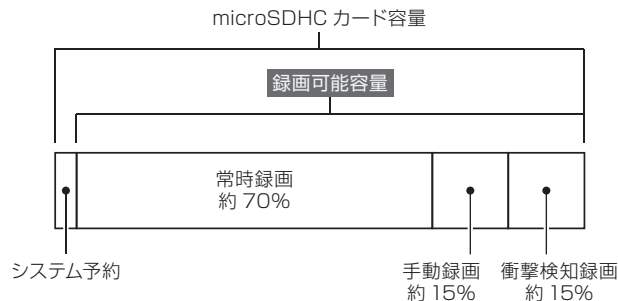 microSDHC カード容量
録画可能容量
常時録画
約 70%
システム予約
手動録画
約 15%
衝撃検知録画
約 15%